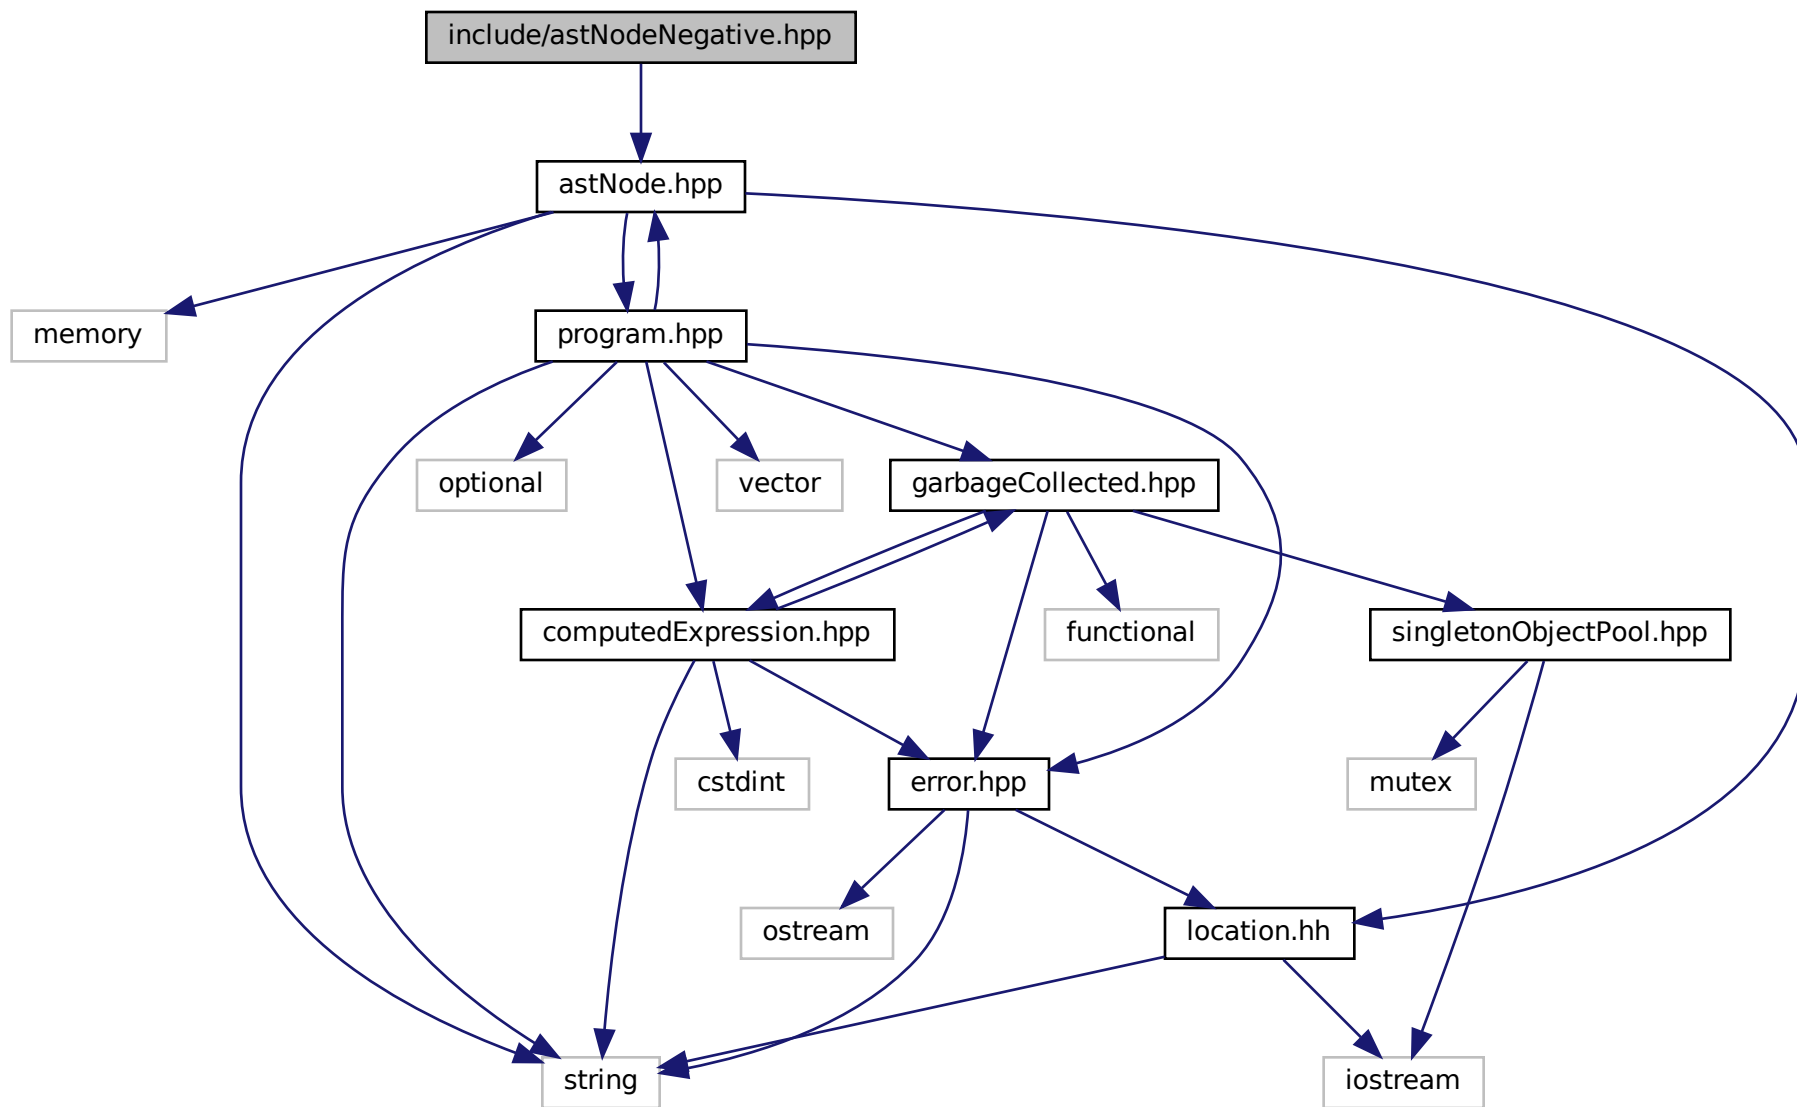 include/astNodeNegative.hpp
astNode.hpp
memory
program.hpp
optional
vector
garbageCollected.hpp
computedExpression.hpp
functional
singletonObjectPool.hpp
cstdint
error.hpp
mutex
ostream
location.hh
string
iostream